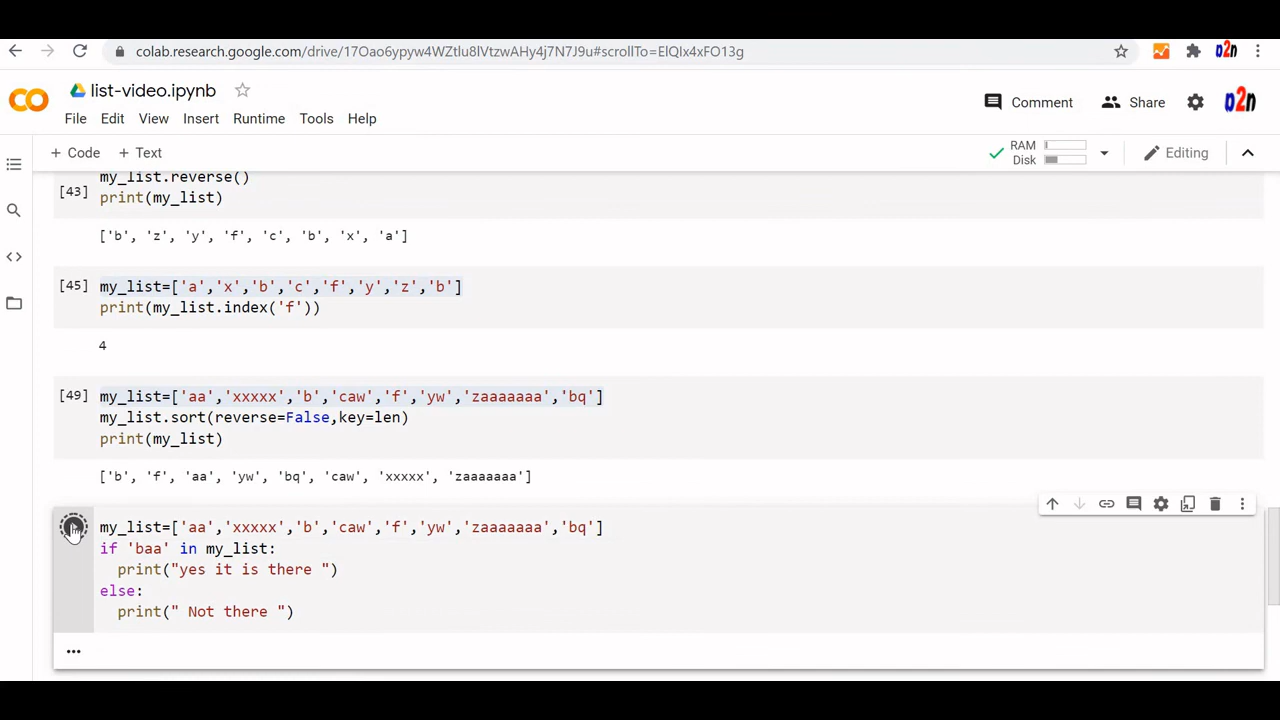 colab.research.google.com/drive/17Oao6ypyw4WZtlu8lVtzwAHy4j7N7J9u#scrollTo=ElQIx4xFO13g
o2n
CO
list-video.ipynb
Comment
Share
o2n
File Edit View Insert Runtime Tools Help
+ Code + Text
RAM
Disk
Editing
my_list.reverse()
[43]
print(my_list)
['b', 'z', 'y', 'f', 'c', 'b', 'x', 'a']
[45] my_list=['a','x','b','c','f','y','z','b']
print(my_list.index('f'))
4
[49] my_list=['aa','xxxxx','b','caw','f','yw','zaaaaaaa','bq']
my_list.sort(reverse=False,key=len)
print(my_list)
['b', 'f', 'aa', 'yw', 'bq', 'caw', 'xxxxx', 'zaaaaaaa']
my_list=['aa','xxxxx','b','caw','f','yw','zaaaaaaa','bq']
if 'baa' in my_list:
  print("yes it is there ")
else:
  print(" Not there ")
...